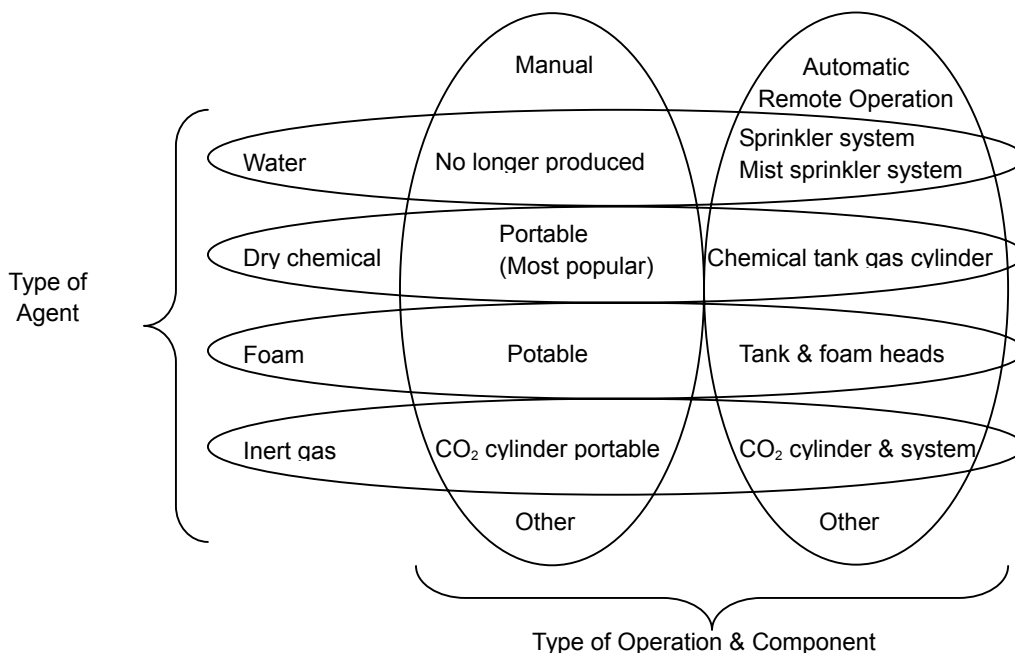 Manual
Automatic
Remote Operation
Water
No longer produced
Sprinkler system
Mist sprinkler system
Type of
Agent
Dry chemical
Portable
(Most popular)
Chemical tank gas cylinder
Foam
Potable
Tank & foam heads
Inert gas
CO₂ cylinder portable
CO₂ cylinder & system
Other
Other
Type of Operation & Component